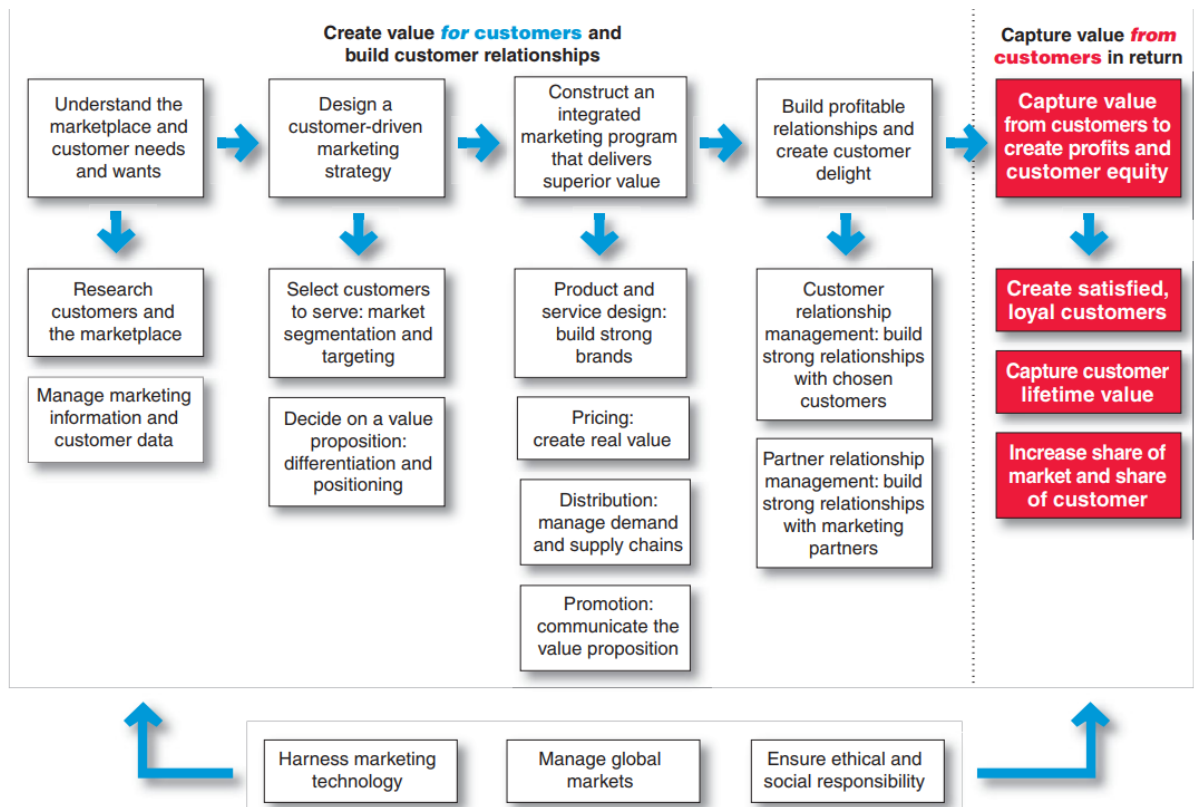 Create value for customers and
build customer relationships
Capture value from
customers in return
Understand the
marketplace and
customer needs
and wants
Design a
customer-driven
marketing
strategy
Construct an
integrated
marketing program
that delivers
superior value
Build profitable
relationships and
create customer
delight
Capture value
from customers to
create profits and
customer equity
Research
customers and
the marketplace
Manage marketing
information and
customer data
Select customers
to serve: market
segmentation and
targeting
Decide on a value
proposition:
differentiation and
positioning
Product and
service design:
build strong
brands
Pricing:
create real value
Distribution:
manage demand
and supply chains
Promotion:
communicate the
value proposition
Customer
relationship
management: build
strong relationships
with chosen
customers
Partner relationship
management: build
strong relationships
with marketing
partners
Create satisfied,
loyal customers
Capture customer
lifetime value
Increase share of
market and share
of customer
Harness marketing
technology
Manage global
markets
Ensure ethical and
social responsibility